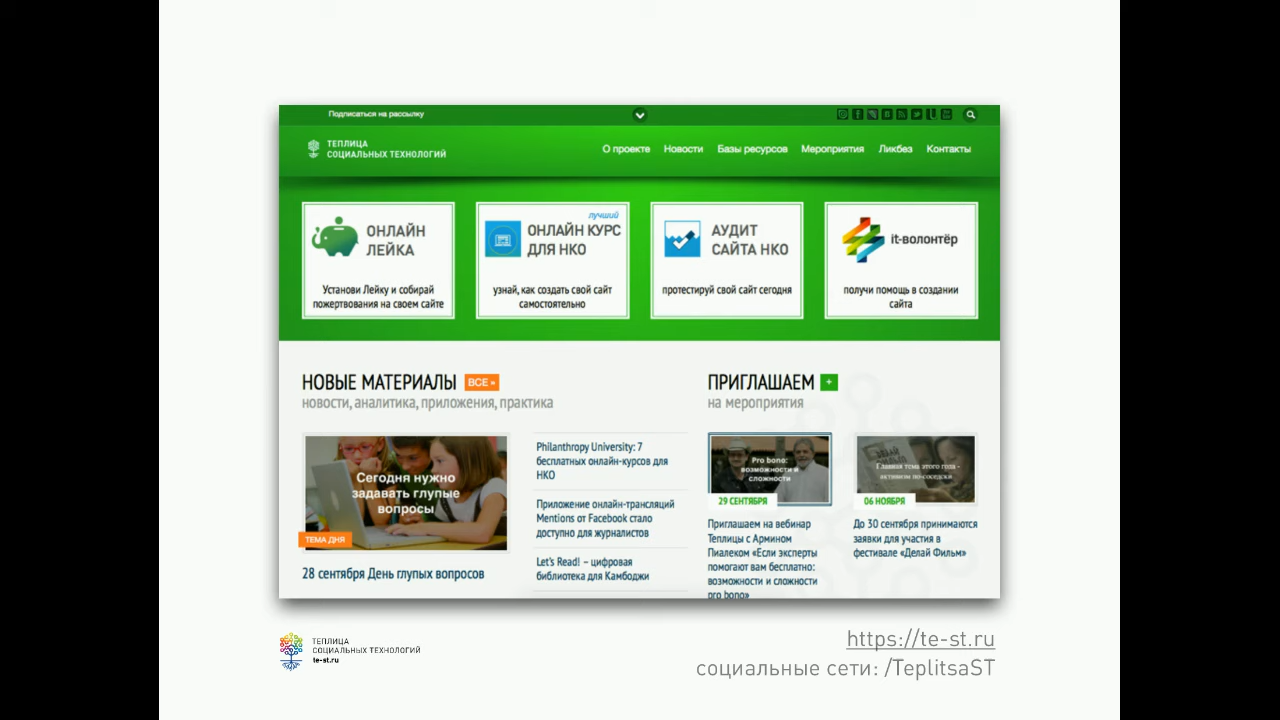 Подписаться на рассылку
ТЕПЛИЦА
СОЦИАЛЬНЫХ ТЕХНОЛОГИЙ
О проекте Новости Базы ресурсов Мероприятия Ликбез Контакты
ОНЛАЙН
ЛЕЙКА
Установи Лейку и собирай
пожертвования на своем сайте
лучший
ОНЛАЙН КУРС
ДЛЯ НКО
узнай, как создать свой сайт
самостоятельно
АУДИТ
САЙТА НКО
протестируй свой сайт сегодня
it-волонтёр
получи помощь в создании
сайта
НОВЫЕ МАТЕРИАЛЫ ВСЕ »
новости, аналитика, приложения, практика
Сегодня нужно
задавать глупые
вопросы
ТЕМА ДНЯ
28 сентября День глупых вопросов
Philanthropy University: 7
бесплатных онлайн-курсов для
НКО
Приложение онлайн-трансляций
Mentions от Facebook стало
доступно для журналистов
Let's Read! – цифровая
библиотека для Камбоджи
ПРИГЛАШАЕМ +
на мероприятия
Pro bono:
возможности и
сложности
29 СЕНТЯБРЯ
Приглашаем на вебинар
Теплицы с Армином
Пиалеком «Если эксперты
помогают вам бесплатно:
возможности и сложности
pro bono»
Главная тема этого года -
активизм по-соседски
06 НОЯБРЯ
До 30 сентября принимаются
заявки для участия в
фестивале «Делай Фильм»
ТЕПЛИЦА
СОЦИАЛЬНЫХ ТЕХНОЛОГИЙ
te-st.ru
https://te-st.ru
социальные сети: /TeplitsaST